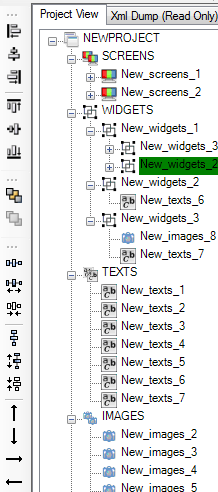 Project View
Xml Dump (Read Only)
NEWPROJECT
SCREENS
New_screens_1
New_screens_2
WIDGETS
New_widgets_1
New_widgets_3
New_widgets_2
New_widgets_2
New_texts_6
New_widgets_3
New_images_8
New_texts_7
TEXTS
New_texts_1
New_texts_2
New_texts_3
New_texts_4
New_texts_5
New_texts_6
New_texts_7
IMAGES
New_images_2
New_images_3
New_images_4
New_images_5